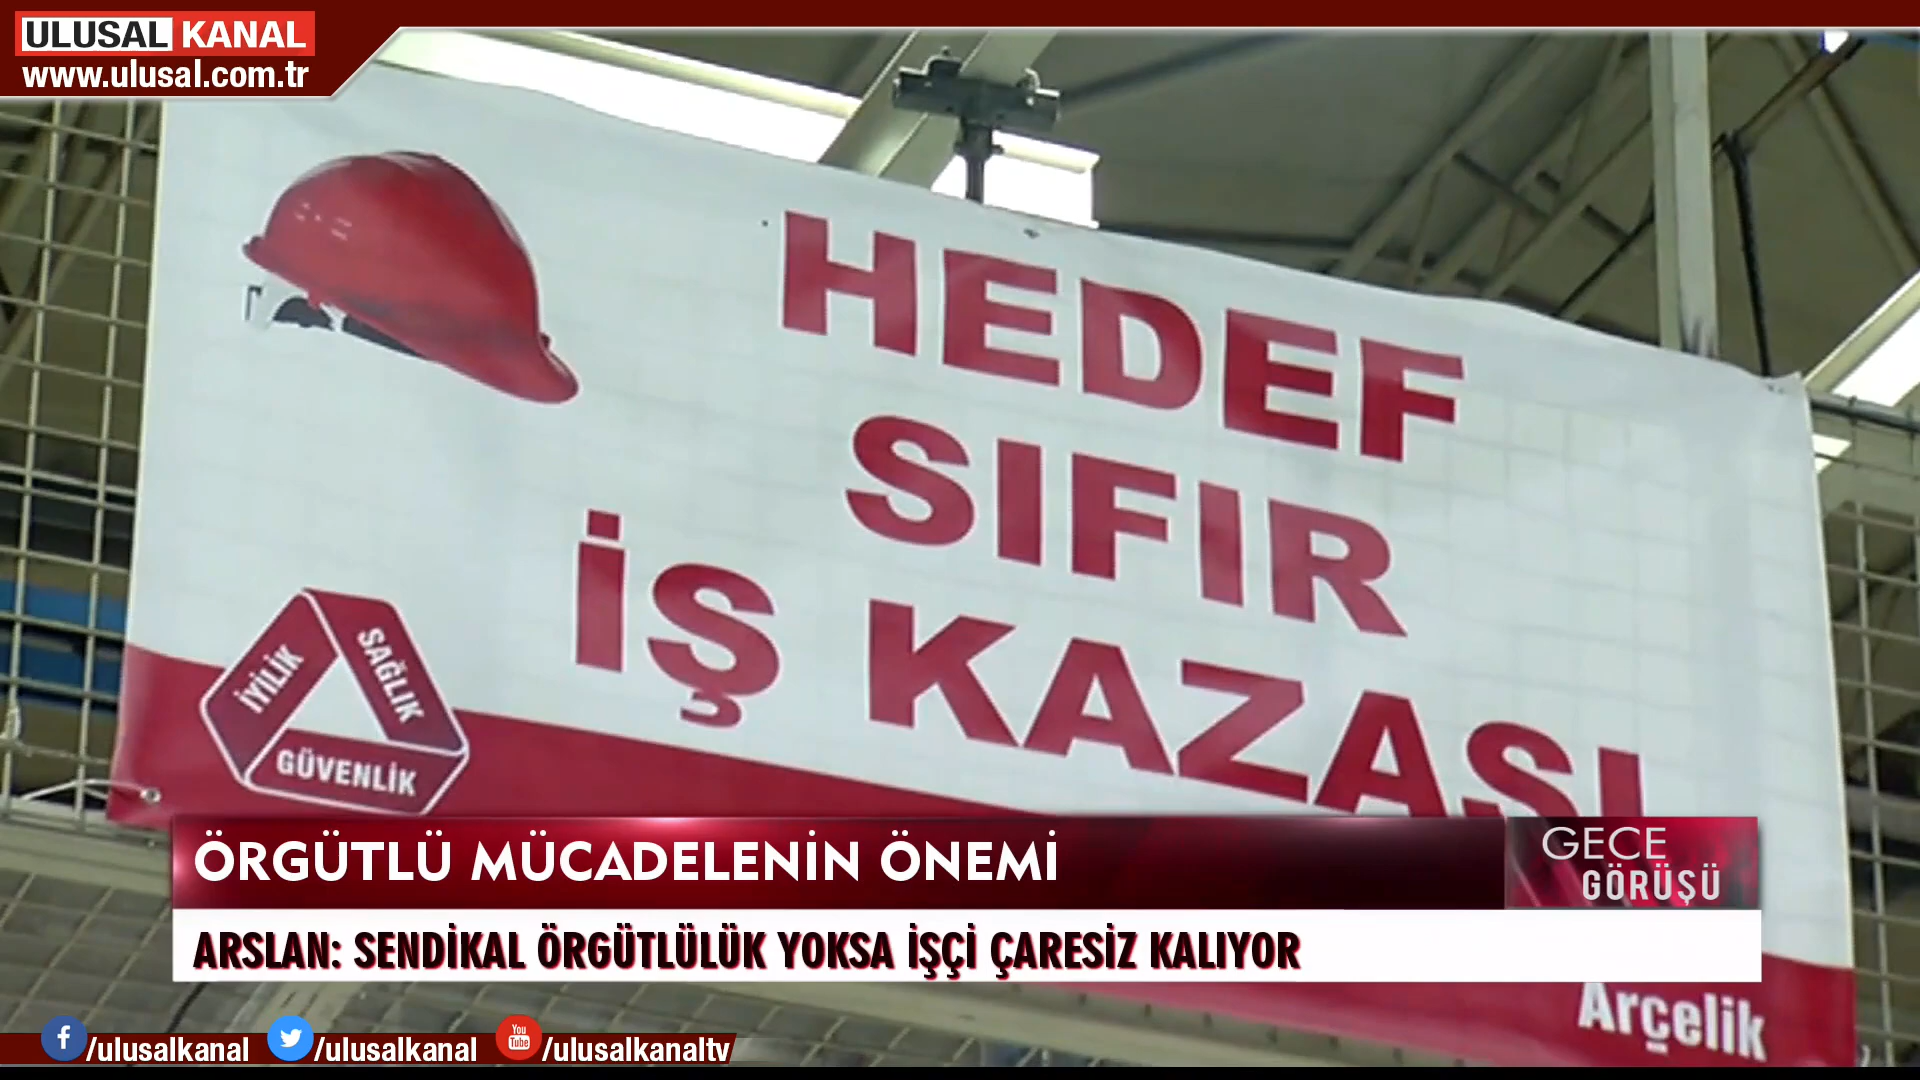 ULUSAL KANAL
www.ulusal.com.tr
HEDEF
SIFIR
İŞ KAZASI
İYİLİK
SAĞLIK
GÜVENLİK
ÖRGÜTLÜ MÜCADELENİN ÖNEMİ
GECE
GÖRÜŞÜ
ARSLAN: SENDİKAL ÖRGÜTLÜLÜK YOKSA İŞÇİ ÇARESİZ KALIYOR
Arçelik
/ulusalkanal
/ulusalkanal
You
Tube
/ulusalkanaltv